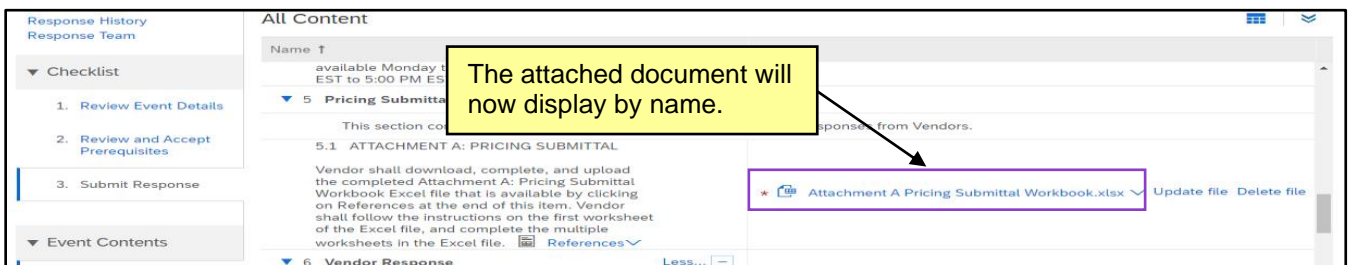 Response History
Response Team
▼ Checklist
1. Review Event Details
2. Review and Accept
Prerequisites
3. Submit Response
▼ Event Contents
All Content
Name ↑
available Monday t
EST to 5:00 PM ES
▼ 5 Pricing Submitta
This section co
sponses from Vendors.
5.1 ATTACHMENT A: PRICING SUBMITTAL
Vendor shall download, complete, and upload
the completed Attachment A: Pricing Submittal
Workbook Excel file that is available by clicking
on References at the end of this item. Vendor
shall follow the instructions on the first worksheet
of the Excel file, and complete the multiple
worksheets in the Excel file. References
* Attachment A Pricing Submittal Workbook.xlsx Update file Delete file
▼ 6 Vendor Response Less... −
The attached document will
now display by name.